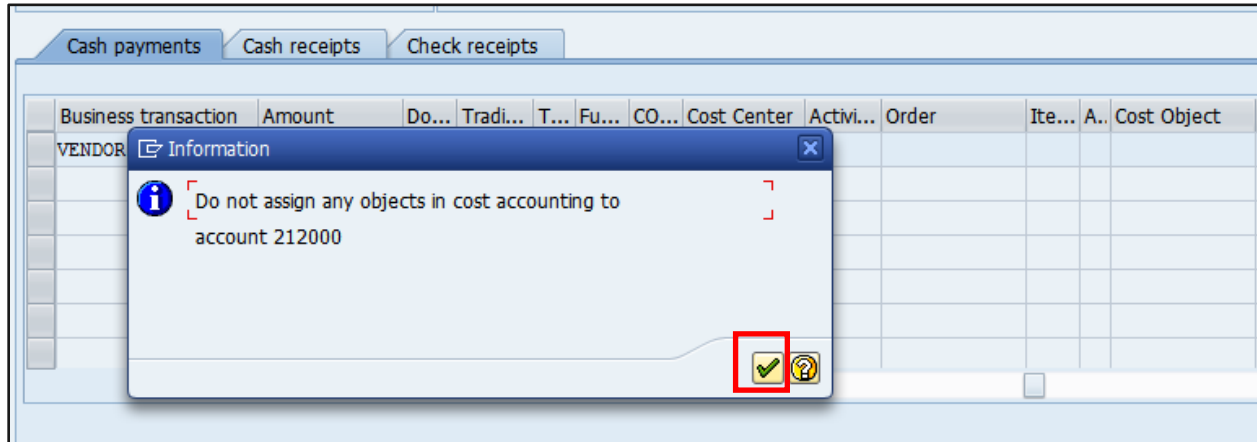 Cash payments Cash receipts Check receipts
Business transaction Amount Do... Tradi... T... Fu... CO... Cost Center Activi... Order Ite... A.. Cost Object
VENDOR
Information
Do not assign any objects in cost accounting to
account 212000